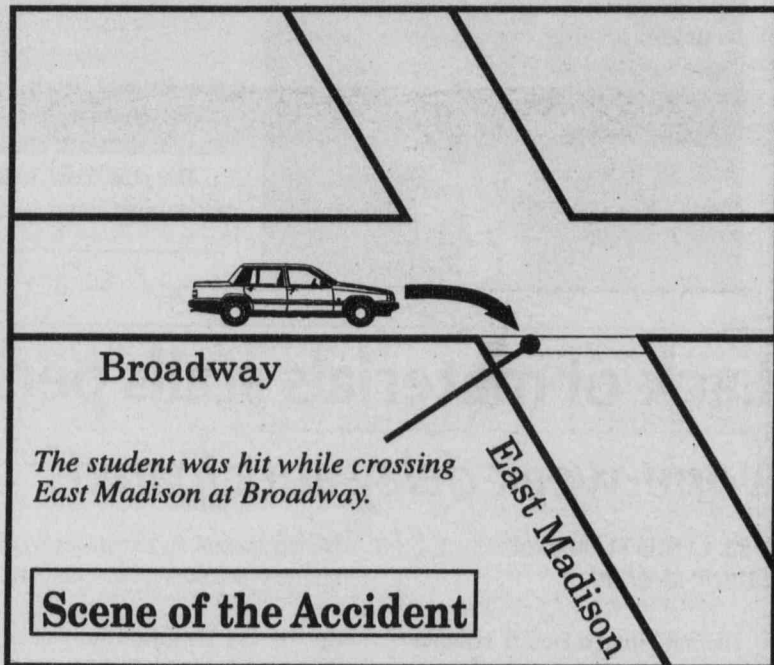 Broadway
The student was hit while crossing
East Madison at Broadway.
East Madison
Scene of the Accident